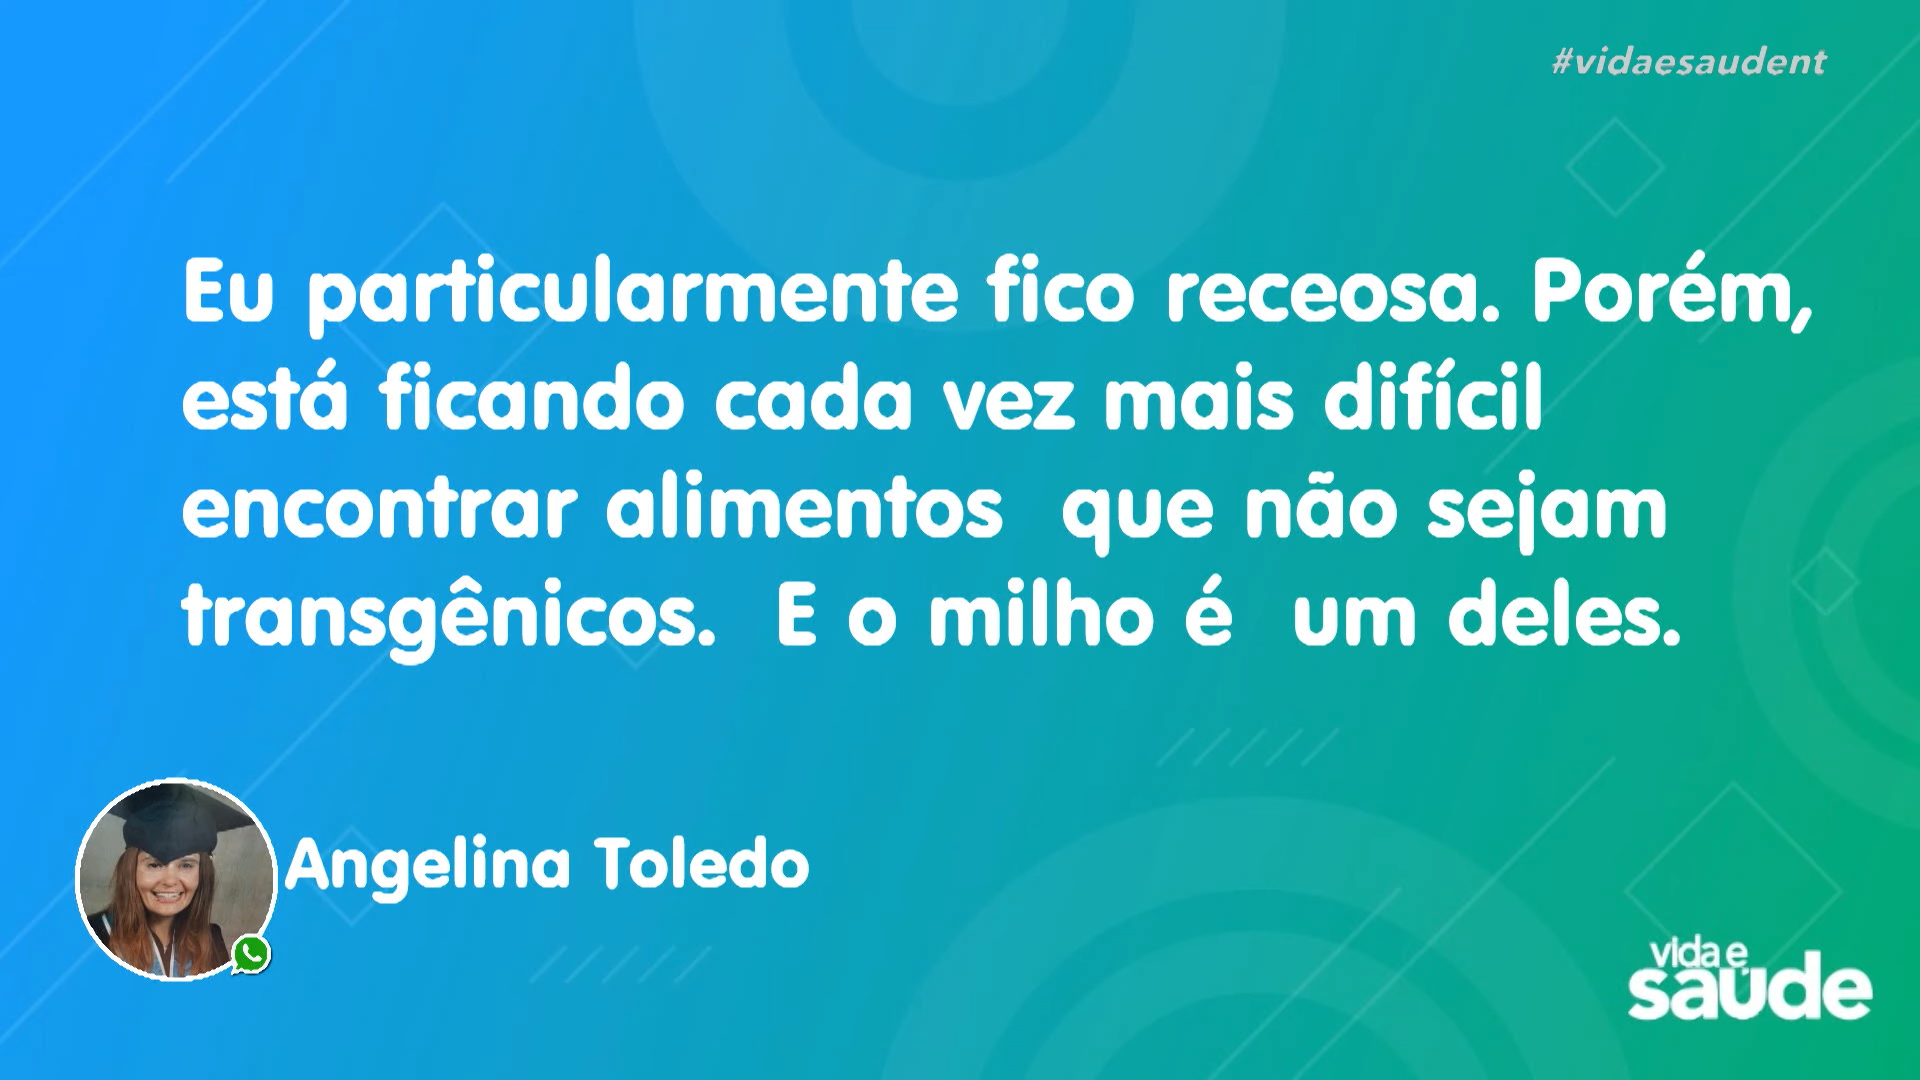 #vidaesaudent
Eu particularmente fico receosa. Porém,
está ficando cada vez mais difícil
encontrar alimentos  que não sejam
transgênicos.  E o milho é  um deles.
Angelina Toledo
vida e
saúde